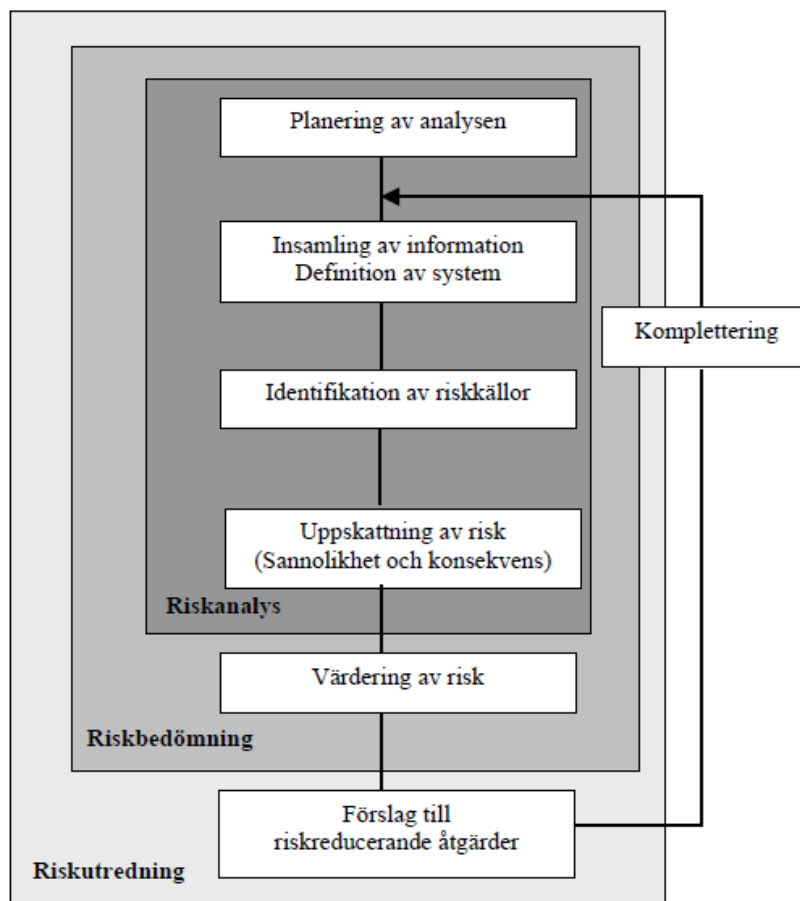 Planering av analysen
Insamling av information
Definition av system
Komplettering
Identifikation av riskkällor
Uppskattning av risk
(Sannolikhet och konsekvens)
Riskanalys
Värdering av risk
Riskbedömning
Förslag till
riskreducerande åtgärder
Riskutredning